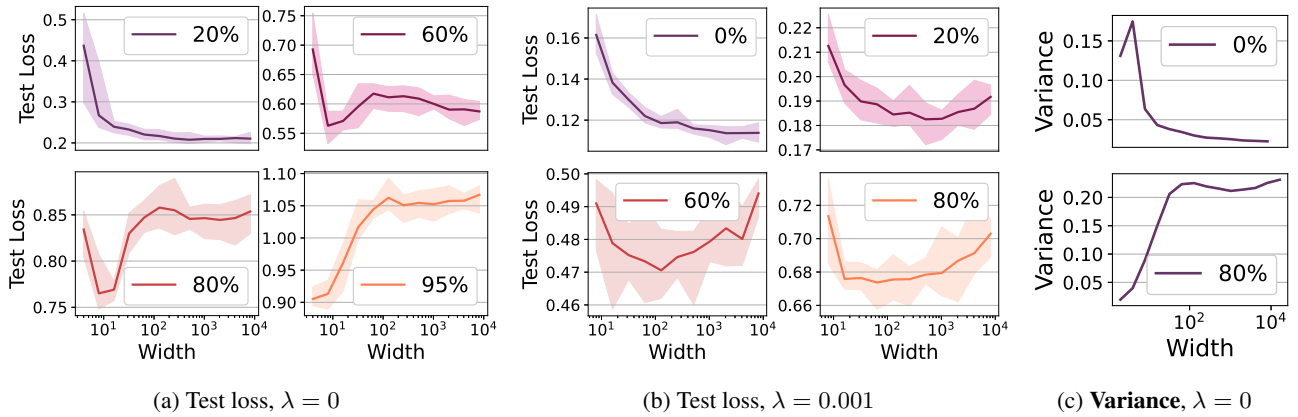 0.5
0.4
0.3
0.2
Test Loss
20%
0.75
0.70
0.65
0.60
0.55
60%
0.85
0.80
0.75
Test Loss
80%
10¹ 10² 10³ 10⁴
Width
1.10
1.05
1.00
0.95
0.90
95%
10¹ 10² 10³ 10⁴
Width
(a) Test loss, λ = 0
0.16
0.14
0.12
Test Loss
0%
0.22
0.21
0.20
0.19
0.18
0.17
20%
0.50
0.49
0.48
0.47
0.46
Test Loss
60%
10¹ 10² 10³ 10⁴
Width
0.72
0.70
0.68
0.66
80%
10¹ 10² 10³ 10⁴
Width
(b) Test loss, λ = 0.001
0.15
0.10
0.05
Variance
0%
0.20
0.15
0.10
0.05
Variance
80%
10² 10⁴
Width
(c) Variance, λ = 0